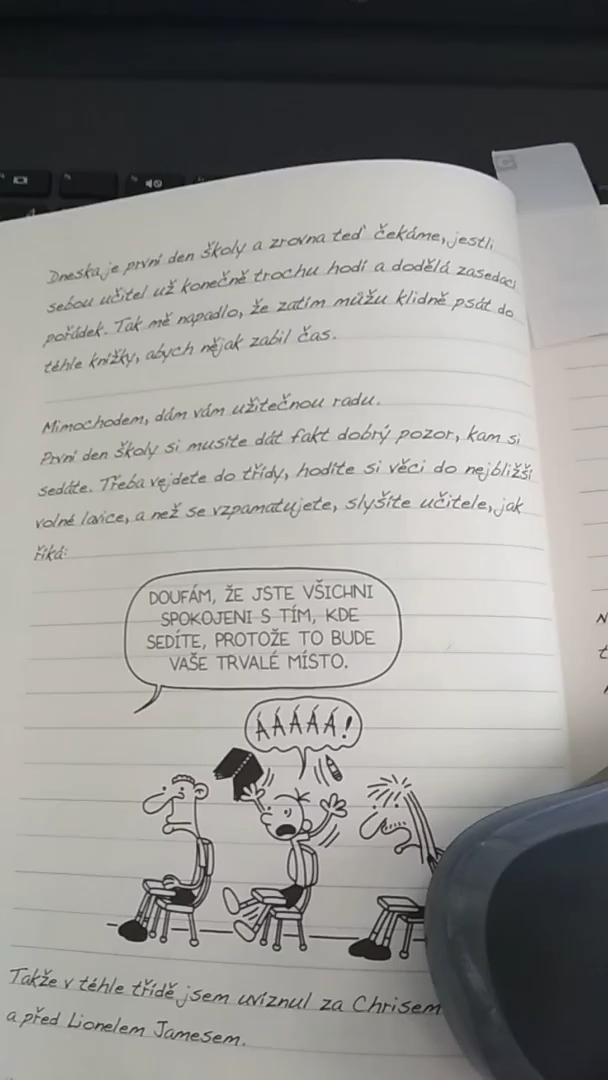 Dneska je první den školy a zrovna teď čekáme, jestli
sebou učitel už konečně trochu hodí a dodělá zasedací
pořádek. Tak mě napadlo, že zatím můžu klidně psát do
téhle knížky, abych nějak zabil čas.
Mimochodem, dám vám užitečnou radu.
První den školy si musíte dát fakt dobrý pozor, kam si
sedáte. Třeba vejdete do třídy, hodíte si věci do nejbližší
volné lavice, a než se vzpamatujete, slyšíte učitele, jak
říká:
DOUFÁM, ŽE JSTE VŠICHNI
SPOKOJENI S TÍM, KDE
SEDÍTE, PROTOŽE TO BUDE
VAŠE TRVALÉ MÍSTO.
ÁÁÁÁÁ!
Takže v téhle třídě jsem uvíznul za Chrisem
a před Lionelem Jamesem.